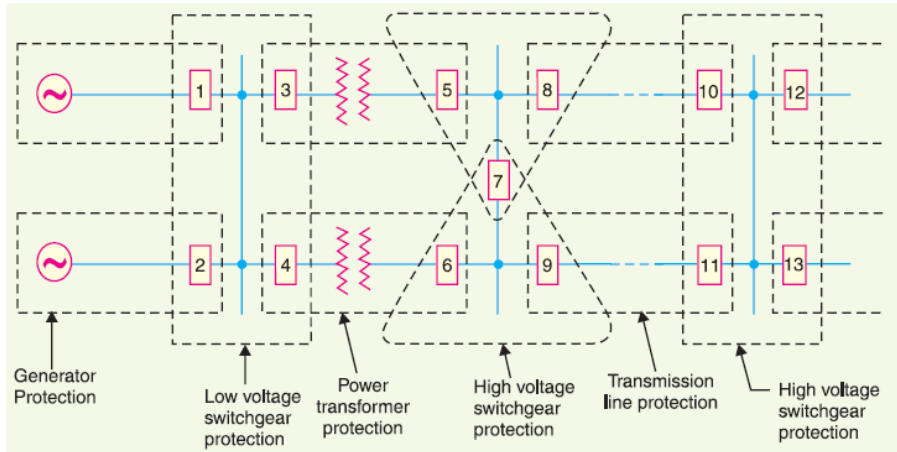 1
3
5
8
10
12
7
2
4
6
9
11
13
Generator
Protection
Low voltage
switchgear
protection
Power
transformer
protection
High voltage
switchgear
protection
Transmission
line protection
High voltage
switchgear
protection